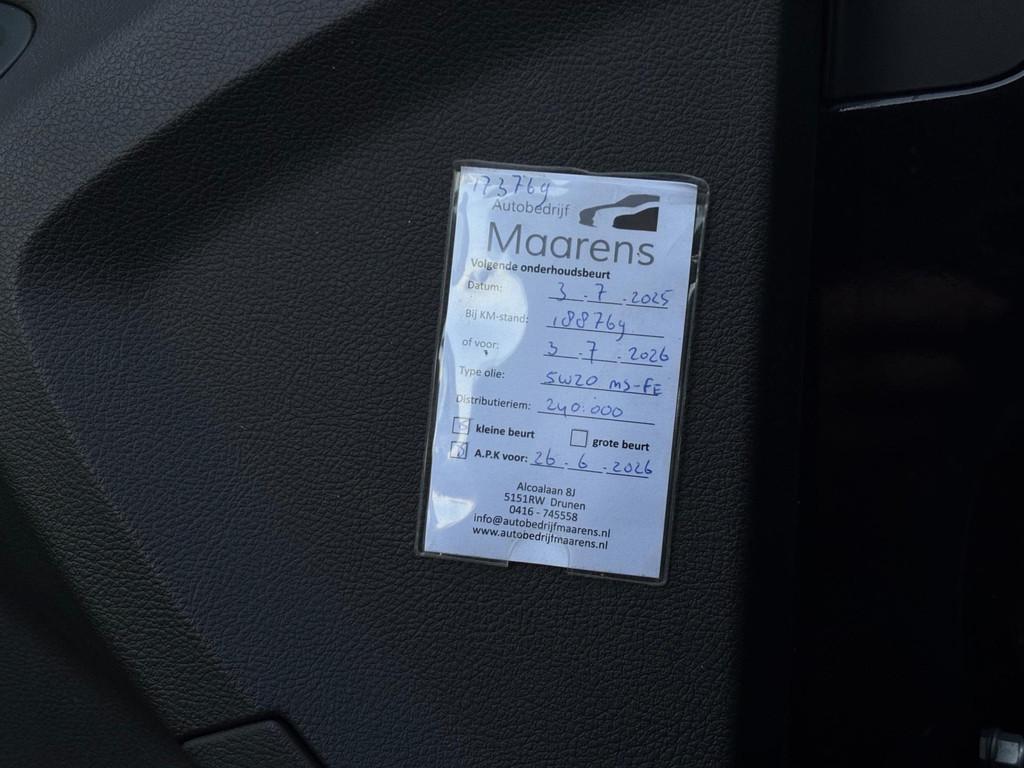 173769
Autobedrijf
Maarens
Volgende onderhoudsbeurt
Datum: 3 . 7 . 2025
Bij KM-stand: 188769
of voor: 3 . 7 . 2026
Type olie: 5W20 MS-FE
Distributieriem: 240.000
kleine beurt grote beurt
A.P.K voor: 26 . 6 . 2026
Alcoalaan 8J
5151RW Drunen
0416 - 745558
info@autobedrijfmaarens.nl
www.autobedrijfmaarens.nl